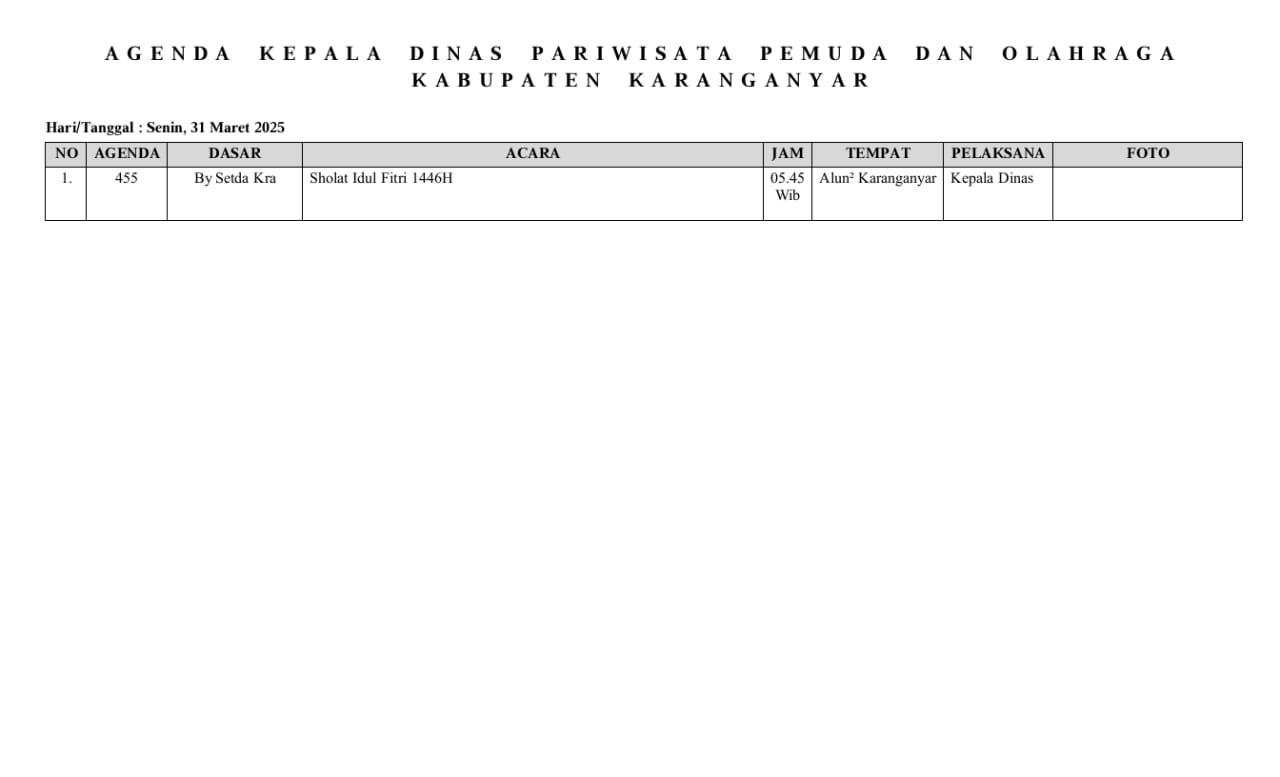 AGENDA KEPALA DINAS PARIWISATA PEMUDA DAN OLAHRAGA
KABUPATEN KARANGANYAR
Hari/Tanggal : Senin, 31 Maret 2025
NO AGENDA DASAR ACARA JAM TEMPAT PELAKSANA FOTO
1. 455 By Setda Kra Sholat Idul Fitri 1446H 05.45 Alun² Karanganyar Kepala Dinas
Wib